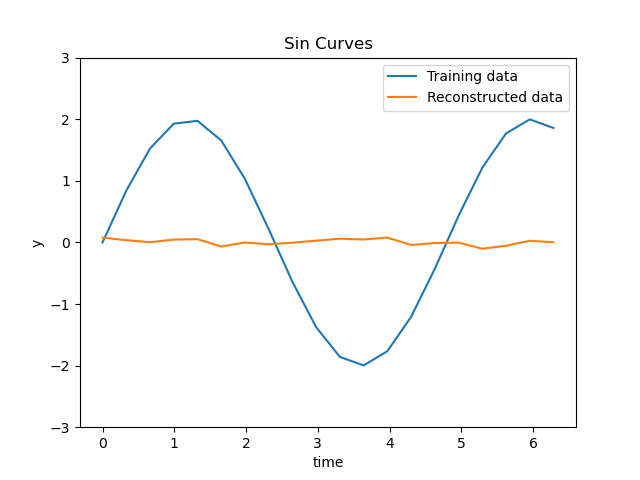 Sin Curves
Training data
Reconstructed data
3
2
1
0
−1
−2
−3
y
0 1 2 3 4 5 6
time